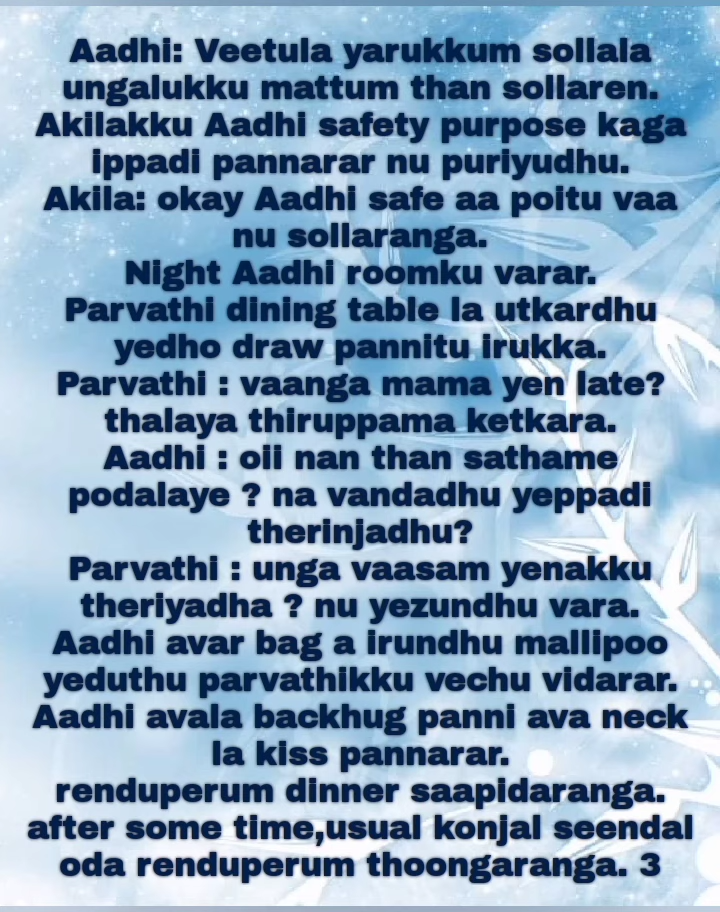 Aadhi: Veetula yarukkum sollala
ungalukku mattum than sollaren.
Akilakku Aadhi safety purpose kaga
ippadi pannarar nu puriyudhu.
Akila: okay Aadhi safe aa poitu vaa
nu sollaranga.
Night Aadhi roomku varar.
Parvathi dining table la utkardhu
yedho draw pannitu irukka.
Parvathi : vaanga mama yen late?
thalaya thiruppama ketkara.
Aadhi : oii nan than sathame
podalaye ? na vandadhu yeppadi
therinjadhu?
Parvathi : unga vaasam yenakku
theriyadha ? nu yezundhu vara.
Aadhi avar bag a irundhu mallipoo
yeduthu parvathikku vechu vidarar.
Aadhi avala backhug panni ava neck
la kiss pannarar.
renduperum dinner saapidaranga.
after some time,usual konjal seendal
oda renduperum thoongaranga. 3